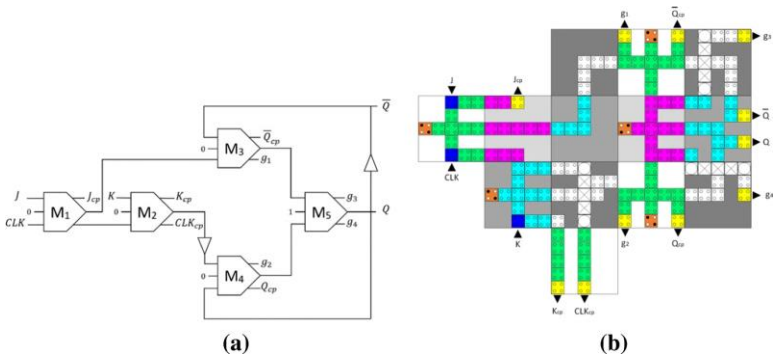 Q̅
M₃
Q̅cp
0
g₁
J
M₁
Jcp
K
M₂
Kcp
M₅
g₃
0
0
1
Q
CLK
CLKcp
g₄
M₄
g₂
0
Qcp
(a)
g₁
Q̅cp
g₃
J
Jcp
Q̅
Q
CLK
K
g₄
g₂
Qcp
Kcp
CLKcp
(b)